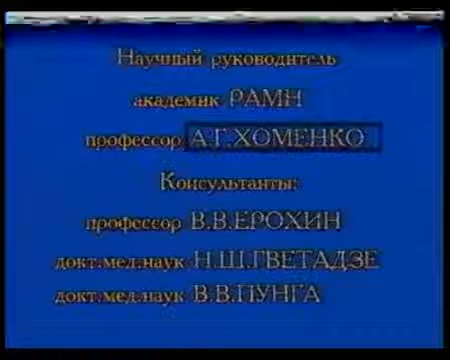 Научный руководитель
академик РАМН
профессор А.Г.ХОМЕНКО
Консультанты:
профессор В.В.ЕРОХИН
докт.мед.наук Н.Ш.ГВЕТАДЗЕ
докт.мед.наук В.В.ПУНГА